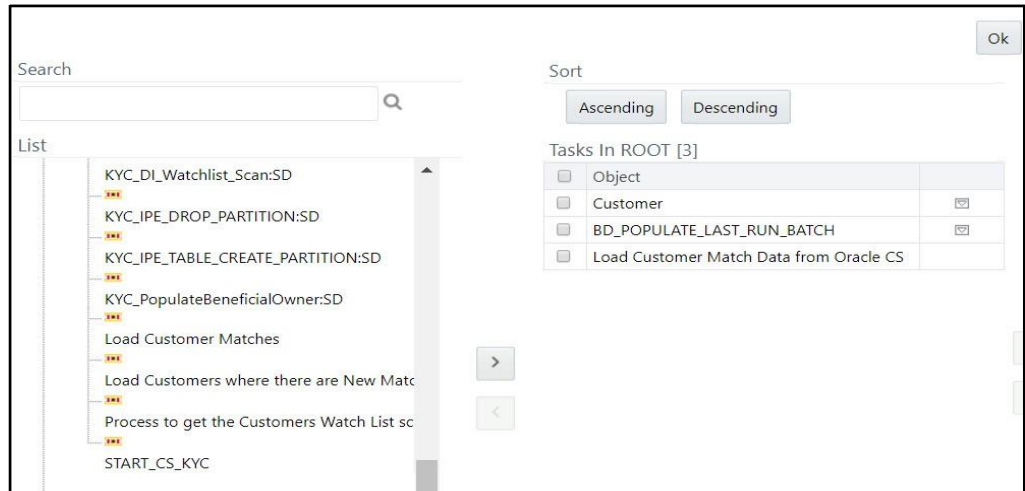 Ok
Search
List
KYC_DI_Watchlist_Scan:SD
KYC_IPE_DROP_PARTITION:SD
KYC_IPE_TABLE_CREATE_PARTITION:SD
KYC_PopulateBeneficialOwner:SD
Load Customer Matches
Load Customers where there are New Matc
Process to get the Customers Watch List sc
START_CS_KYC
>
<
Sort
Ascending Descending
Tasks In ROOT [3]
Object
Customer
BD_POPULATE_LAST_RUN_BATCH
Load Customer Match Data from Oracle CS